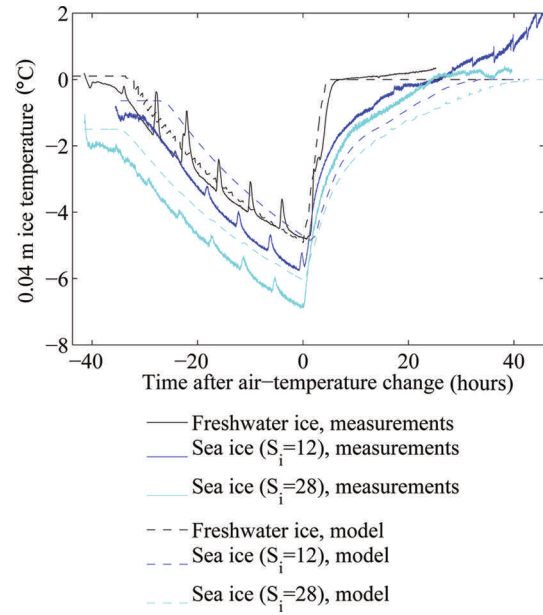 2
0
−2
−4
−6
−8
0.04 m ice temperature (°C)
−40 −20 0 20 40
Time after air−temperature change (hours)
Freshwater ice, measurements
Sea ice (Si=12), measurements
Sea ice (Si=28), measurements
Freshwater ice, model
Sea ice (Si=12), model
Sea ice (Si=28), model